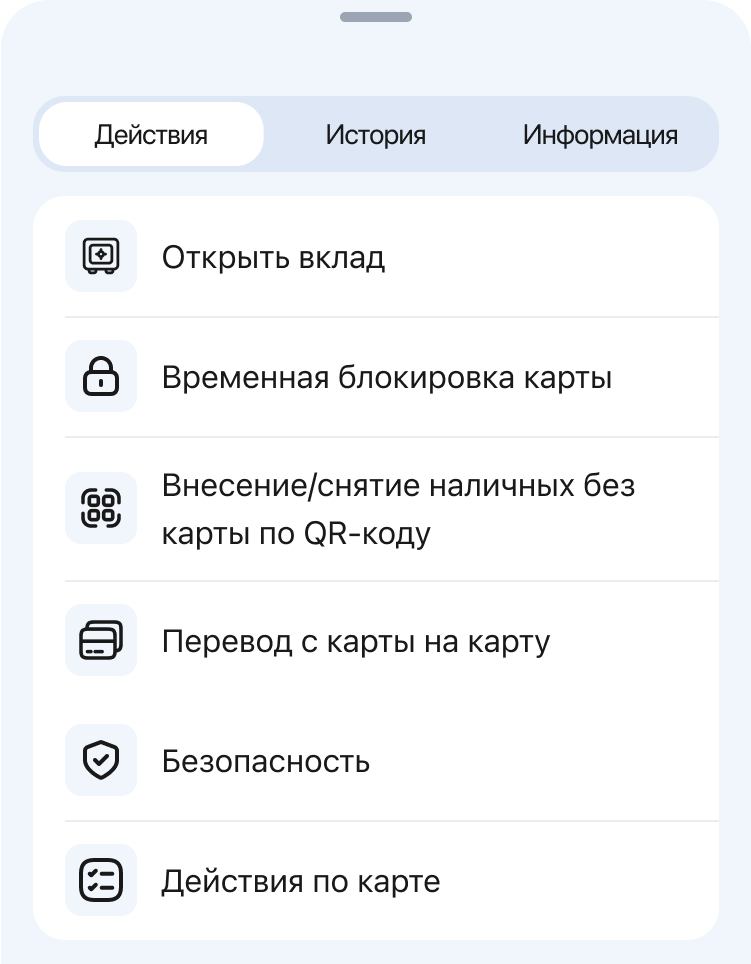 Действия
История
Информация
Открыть вклад
Временная блокировка карты
Внесение/снятие наличных без
карты по QR-коду
Перевод с карты на карту
Безопасность
Действия по карте